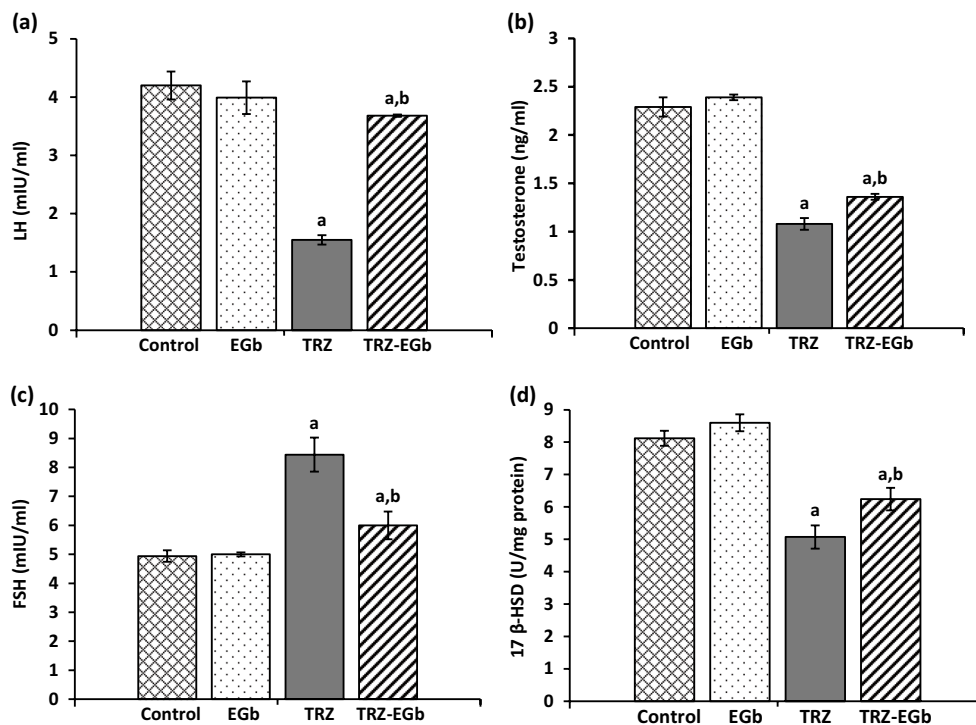 (a)
LH (mIU/ml)
5
4
3
2
1
0
a
a,b
Control EGb TRZ TRZ-EGb
(b)
Testosterone (ng/ml)
3
2.5
2
1.5
1
0.5
0
a
a,b
Control EGb TRZ TRZ-EGb
(c)
FSH (mIU/ml)
10
9
8
7
6
5
4
3
2
1
0
a
a,b
Control EGb TRZ TRZ-EGb
(d)
17 β-HSD (U/mg protein)
9
8
7
6
5
4
3
2
1
0
a
a,b
Control EGb TRZ TRZ-EGb